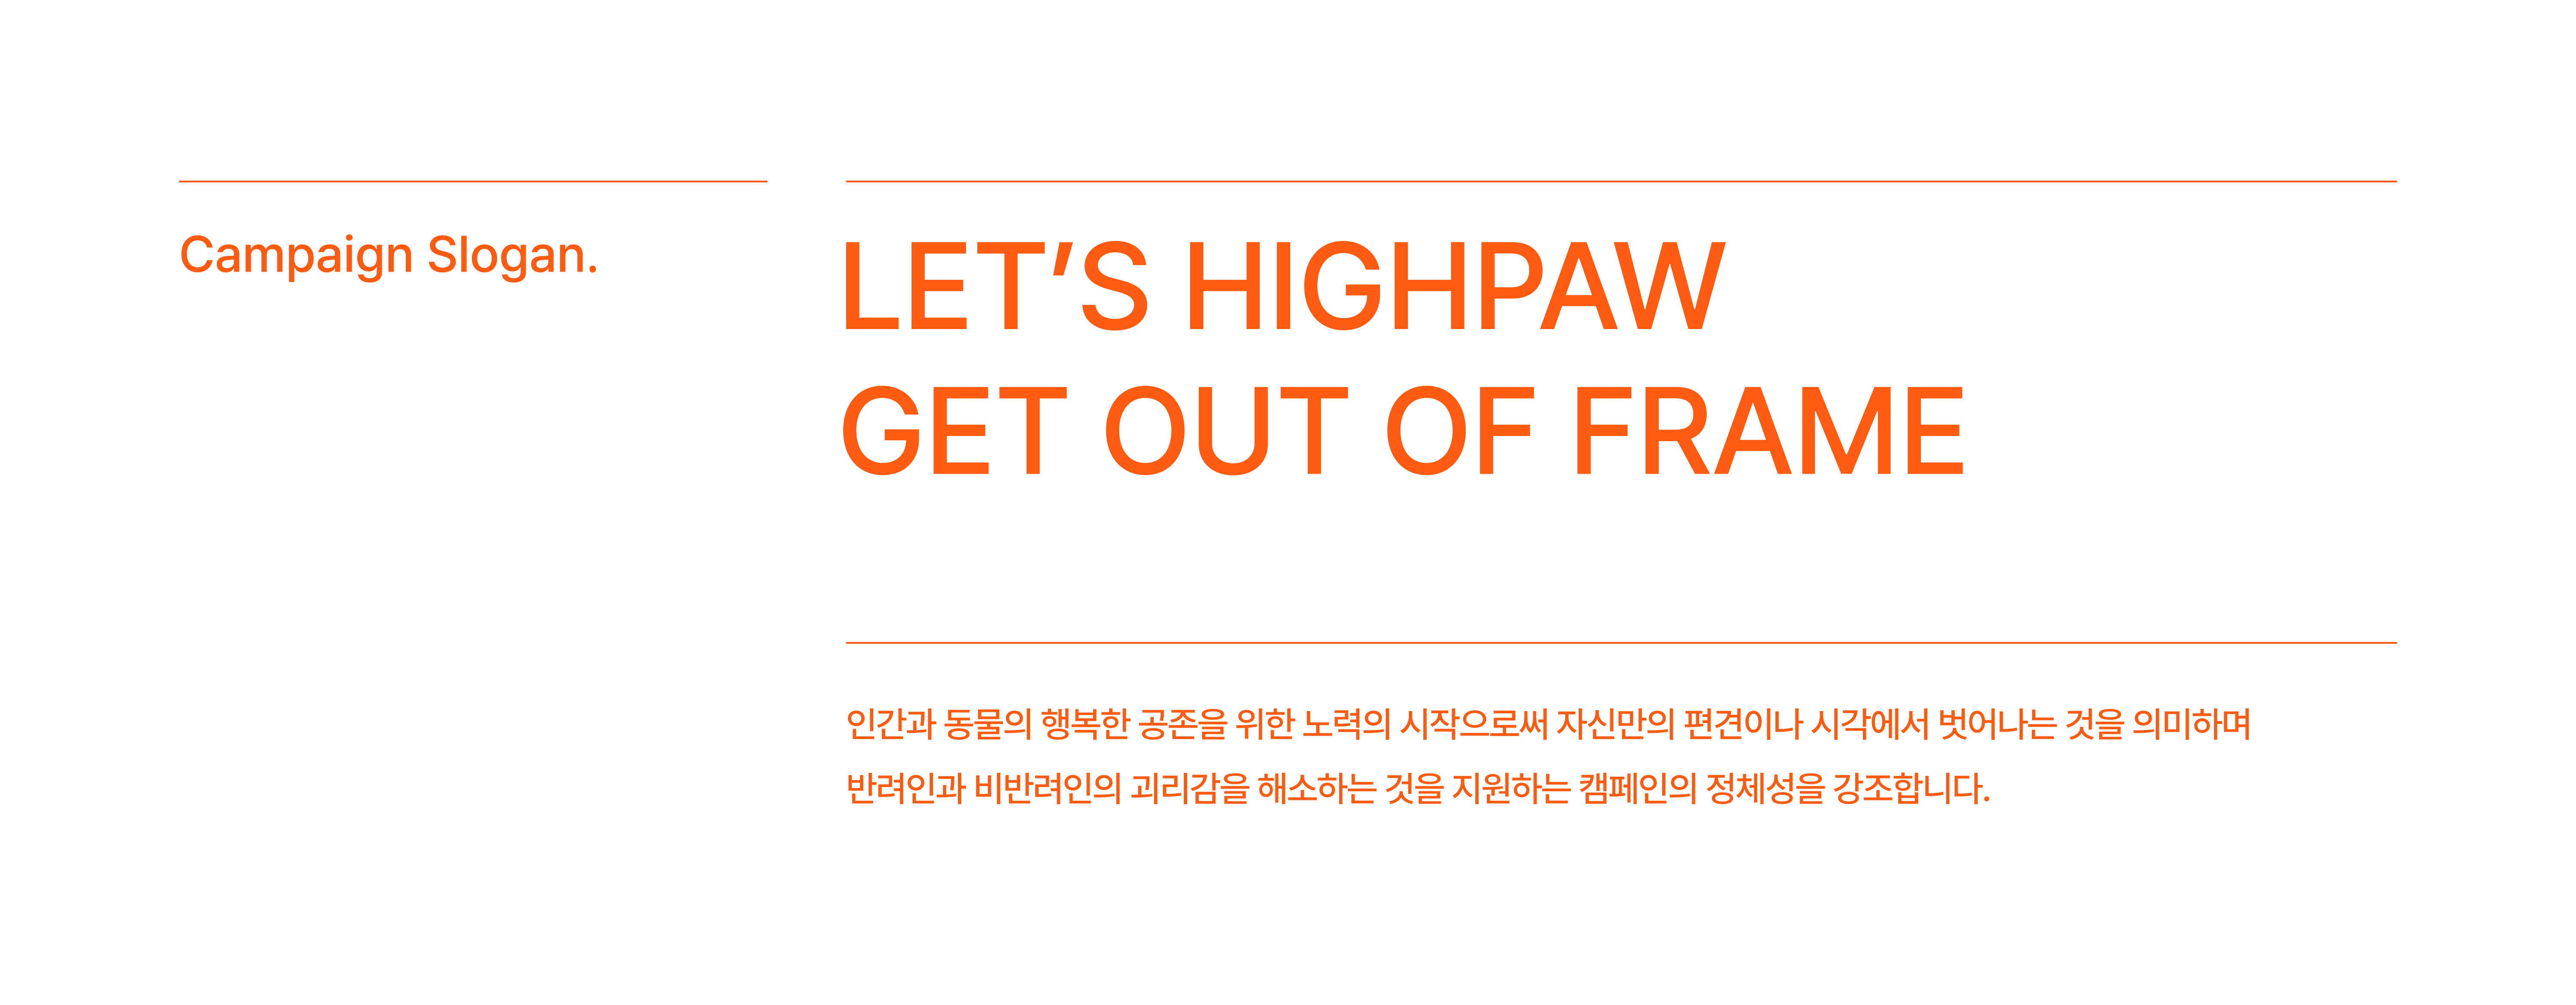 Campaign Slogan.
LET’S HIGHPAW
GET OUT OF FRAME
인간과 동물의 행복한 공존을 위한 노력의 시작으로써 자신만의 편견이나 시각에서 벗어나는 것을 의미하며
반려인과 비반려인의 괴리감을 해소하는 것을 지원하는 캠페인의 정체성을 강조합니다.